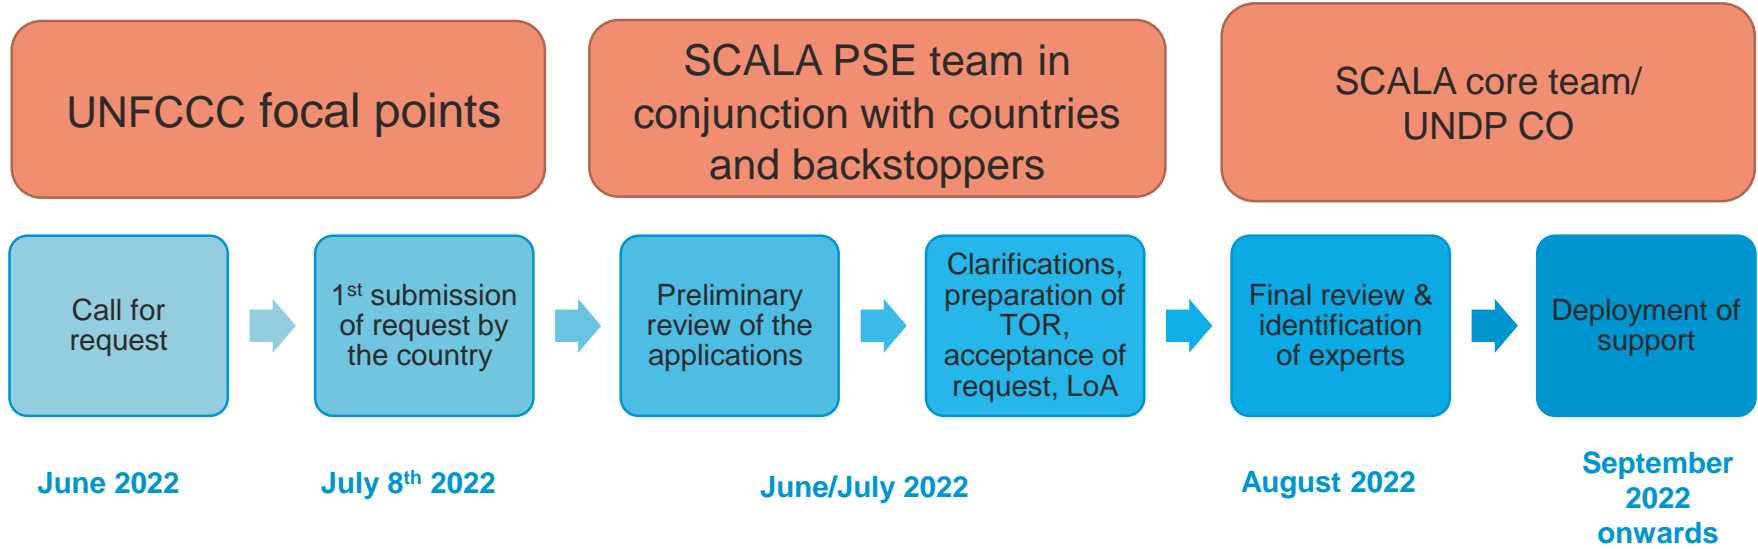 UNFCCC focal points
SCALA PSE team in
conjunction with countries
and backstoppers
SCALA core team/
UNDP CO
Call for
request
1st submission
of request by
the country
Preliminary
review of the
applications
Clarifications,
preparation of
TOR,
acceptance of
request, LoA
Final review &
identification
of experts
Deployment of
support
June 2022
July 8th 2022
June/July 2022
August 2022
September
2022
onwards